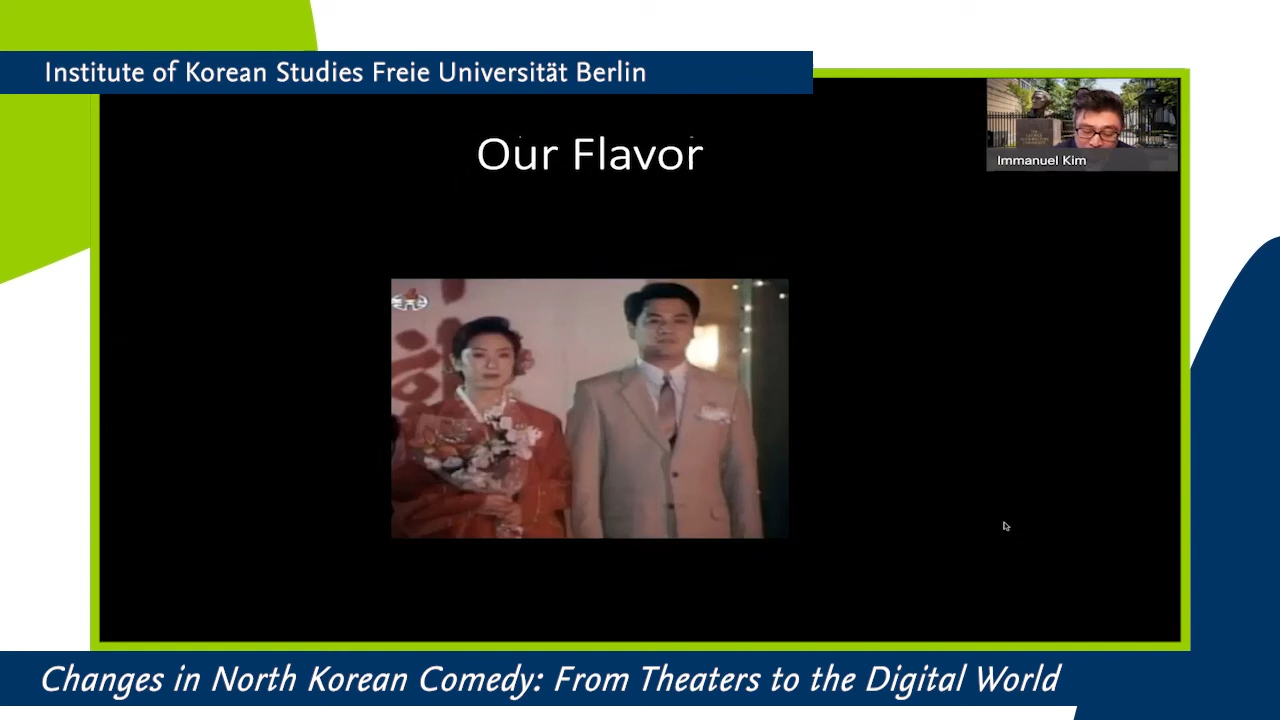 Institute of Korean Studies Freie Universität Berlin
Our Flavor
Immanuel Kim
Changes in North Korean Comedy: From Theaters to the Digital World